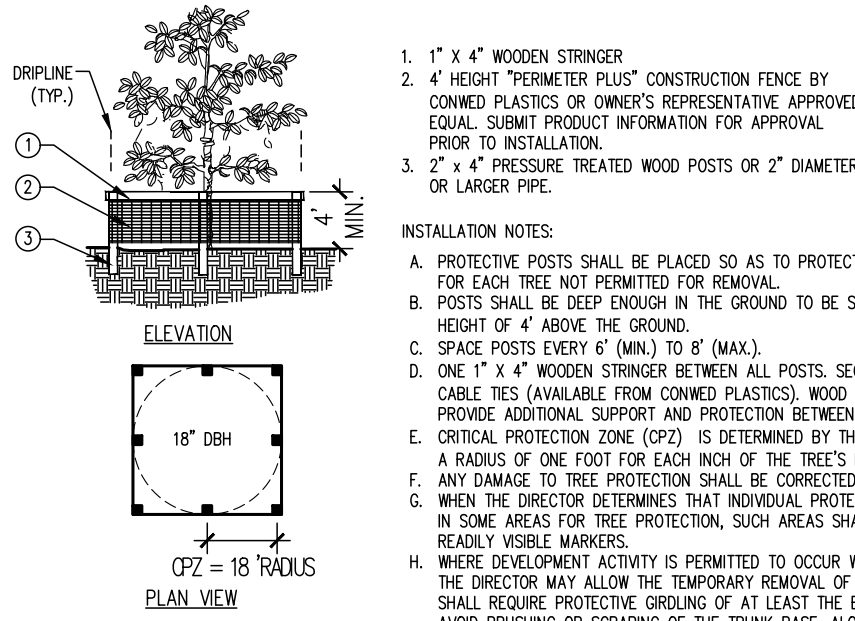 DRIPLINE
(TYP.)
1
2
3
4'
MIN.
ELEVATION
18" DBH
CPZ = 18 'RADIUS
PLAN VIEW
1. 1" X 4" WOODEN STRINGER
2. 4' HEIGHT "PERIMETER PLUS" CONSTRUCTION FENCE BY
CONWED PLASTICS OR OWNER'S REPRESENTATIVE APPROVED
EQUAL. SUBMIT PRODUCT INFORMATION FOR APPROVAL
PRIOR TO INSTALLATION.
3. 2" x 4" PRESSURE TREATED WOOD POSTS OR 2" DIAMETER
OR LARGER PIPE.
INSTALLATION NOTES:
A. PROTECTIVE POSTS SHALL BE PLACED SO AS TO PROTECT
FOR EACH TREE NOT PERMITTED FOR REMOVAL.
B. POSTS SHALL BE DEEP ENOUGH IN THE GROUND TO BE S
HEIGHT OF 4' ABOVE THE GROUND.
C. SPACE POSTS EVERY 6' (MIN.) TO 8' (MAX.).
D. ONE 1" X 4" WOODEN STRINGER BETWEEN ALL POSTS. SEC
CABLE TIES (AVAILABLE FROM CONWED PLASTICS). WOOD
PROVIDE ADDITIONAL SUPPORT AND PROTECTION BETWEEN
E. CRITICAL PROTECTION ZONE (CPZ) IS DETERMINED BY TH
A RADIUS OF ONE FOOT FOR EACH INCH OF THE TREE'S
F. ANY DAMAGE TO TREE PROTECTION SHALL BE CORRECTED
G. WHEN THE DIRECTOR DETERMINES THAT INDIVIDUAL PROTE
IN SOME AREAS FOR TREE PROTECTION, SUCH AREAS SHA
READILY VISIBLE MARKERS.
H. WHERE DEVELOPMENT ACTIVITY IS PERMITTED TO OCCUR W
THE DIRECTOR MAY ALLOW THE TEMPORARY REMOVAL OF
SHALL REQUIRE PROTECTIVE GIRDLING OF AT LEAST THE
AVOID BRUSHING OR SCRAPING OF THE TRUNK BASE.